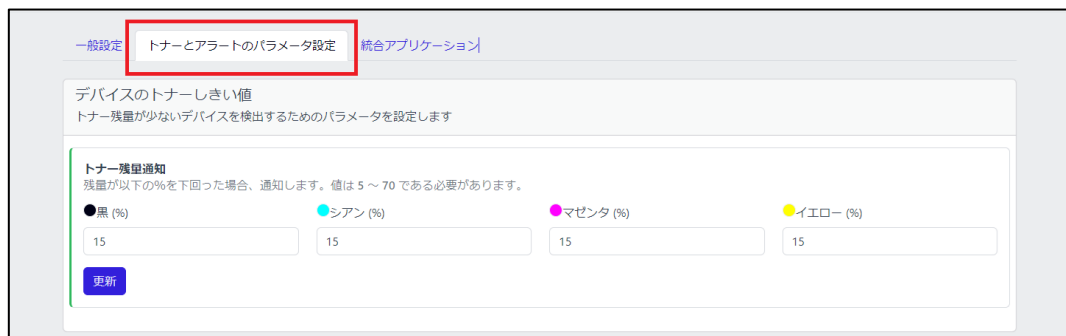 一般設定 トナーとアラートのパラメータ設定 統合アプリケーション
デバイスのトナーしきい値
トナー残量が少ないデバイスを検出するためのパラメータを設定します
トナー残量通知
残量が以下の%を下回った場合、通知します。値は 5 ～ 70 である必要があります。
黒 (%) シアン (%) マゼンタ (%) イエロー (%)
15 15 15 15
更新